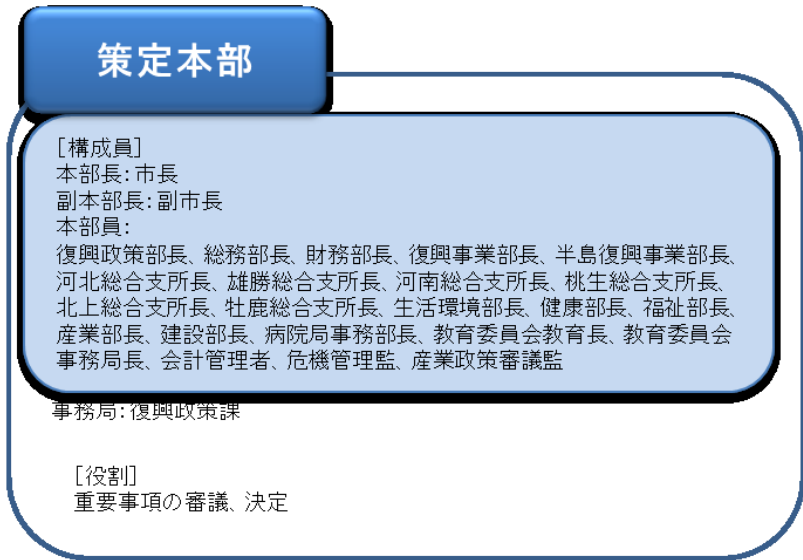 策定本部
[構成員]
本部長：市長
副本部長：副市長
本部員：
復興政策部長、総務部長、財務部長、復興事業部長、半島復興事業部長、
河北総合支所長、雄勝総合支所長、河南総合支所長、桃生総合支所長、
北上総合支所長、牡鹿総合支所長、生活環境部長、健康部長、福祉部長、
産業部長、建設部長、病院局事務部長、教育委員会教育長、教育委員会
事務局長、会計管理者、危機管理監、産業政策審議監
事務局：復興政策課
[役割]
重要事項の審議、決定